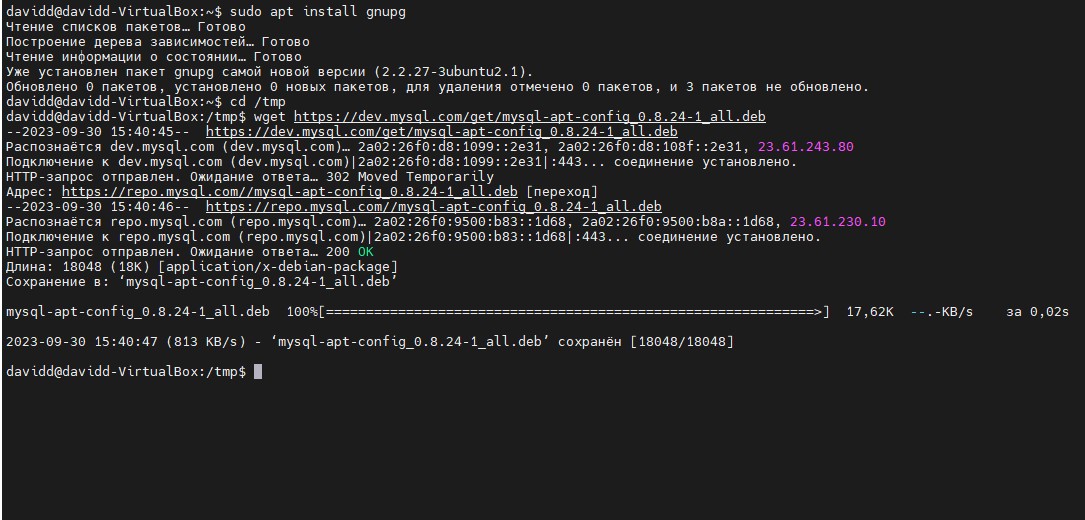 davidd@davidd-VirtualBox:~$ sudo apt install gnupg
Чтение списков пакетов… Готово
Построение дерева зависимостей… Готово
Чтение информации о состоянии… Готово
Уже установлен пакет gnupg самой новой версии (2.2.27-3ubuntu2.1).
Обновлено 0 пакетов, установлено 0 новых пакетов, для удаления отмечено 0 пакетов, и 3 пакетов не обновлено.
davidd@davidd-VirtualBox:~$ cd /tmp
davidd@davidd-VirtualBox:/tmp$ wget https://dev.mysql.com/get/mysql-apt-config_0.8.24-1_all.deb
--2023-09-30 15:40:45--  https://dev.mysql.com/get/mysql-apt-config_0.8.24-1_all.deb
Распознаётся dev.mysql.com (dev.mysql.com)… 2a02:26f0:d8:1099::2e31, 2a02:26f0:d8:108f::2e31, 23.61.243.80
Подключение к dev.mysql.com (dev.mysql.com)|2a02:26f0:d8:1099::2e31|:443... соединение установлено.
HTTP-запрос отправлен. Ожидание ответа… 302 Moved Temporarily
Адрес: https://repo.mysql.com//mysql-apt-config_0.8.24-1_all.deb [переход]
--2023-09-30 15:40:46--  https://repo.mysql.com//mysql-apt-config_0.8.24-1_all.deb
Распознаётся repo.mysql.com (repo.mysql.com)… 2a02:26f0:9500:b83::1d68, 2a02:26f0:9500:b8a::1d68, 23.61.230.10
Подключение к repo.mysql.com (repo.mysql.com)|2a02:26f0:9500:b83::1d68|:443... соединение установлено.
HTTP-запрос отправлен. Ожидание ответа… 200 OK
Длина: 18048 (18K) [application/x-debian-package]
Сохранение в: ‘mysql-apt-config_0.8.24-1_all.deb’
mysql-apt-config_0.8.24-1_all.deb  100%[=============================================================>]  17,62K  --.-KB/s    за 0,02s
2023-09-30 15:40:47 (813 KB/s) - ‘mysql-apt-config_0.8.24-1_all.deb’ сохранён [18048/18048]
davidd@davidd-VirtualBox:/tmp$